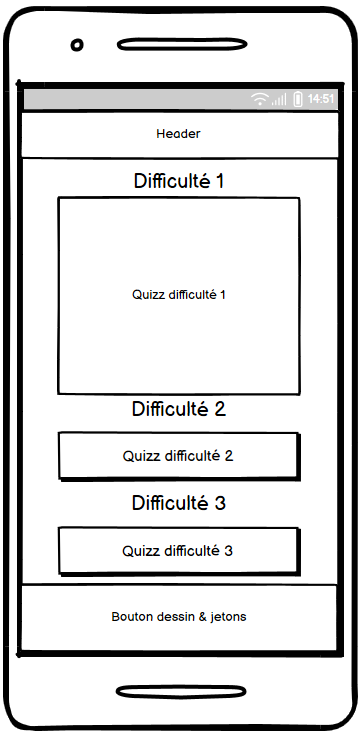 14:51
Header
Difficulté 1
Quizz difficulté 1
Difficulté 2
Quizz difficulté 2
Difficulté 3
Quizz difficulté 3
Bouton dessin & jetons